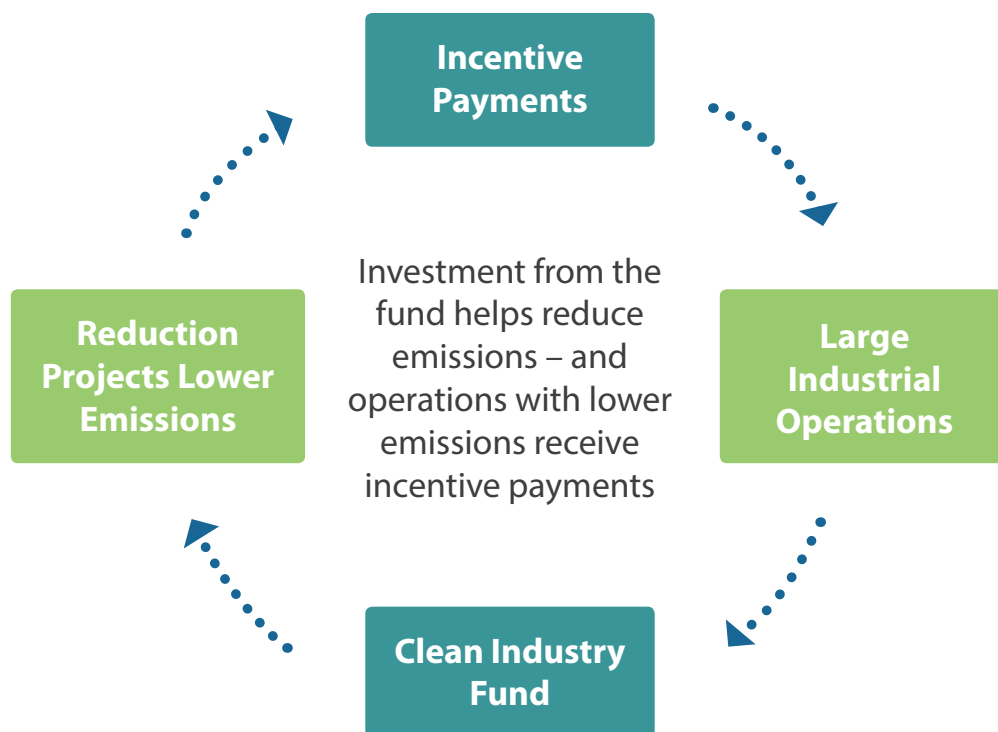 Incentive
Payments
Reduction
Projects Lower
Emissions
Investment from the
fund helps reduce
emissions – and
operations with lower
emissions receive
incentive payments
Large
Industrial
Operations
Clean Industry
Fund